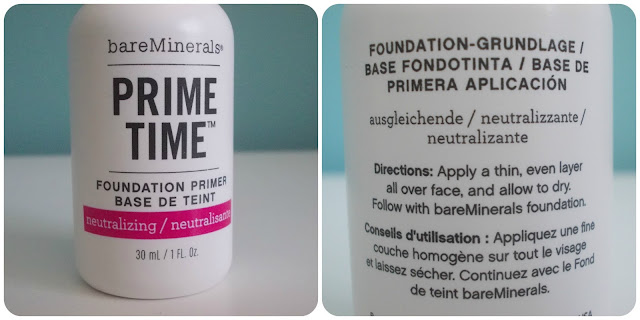 bareMinerals®
PRIME
TIME™
FOUNDATION PRIMER
BASE DE TEINT
neutralizing / neutralisante
30 mL / 1 FL. Oz.
FOUNDATION-GRUNDLAGE /
BASE FONDOTINTA / BASE DE
PRIMERA APLICACIÓN
ausgleichende / neutralizzante /
neutralizante
Directions: Apply a thin, even layer
all over face, and allow to dry.
Follow with bareMinerals foundation.
Conseils d'utilisation : Appliquez une fine
couche homogène sur tout le visage
et laissez sécher. Continuez avec le Fond
de teint bareMinerals.